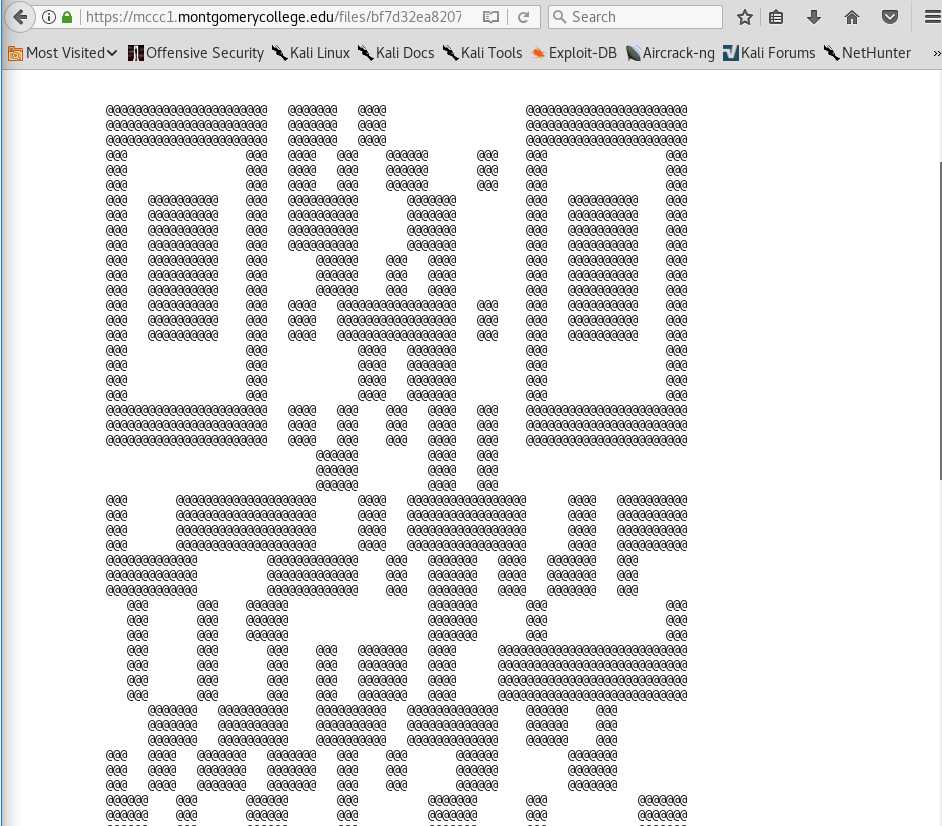 https://mccc1.montgomerycollege.edu/files/bf7d32ea8207
Search
Most Visited Offensive Security Kali Linux Kali Docs Kali Tools Exploit-DB Aircrack-ng Kali Forums NetHunter »